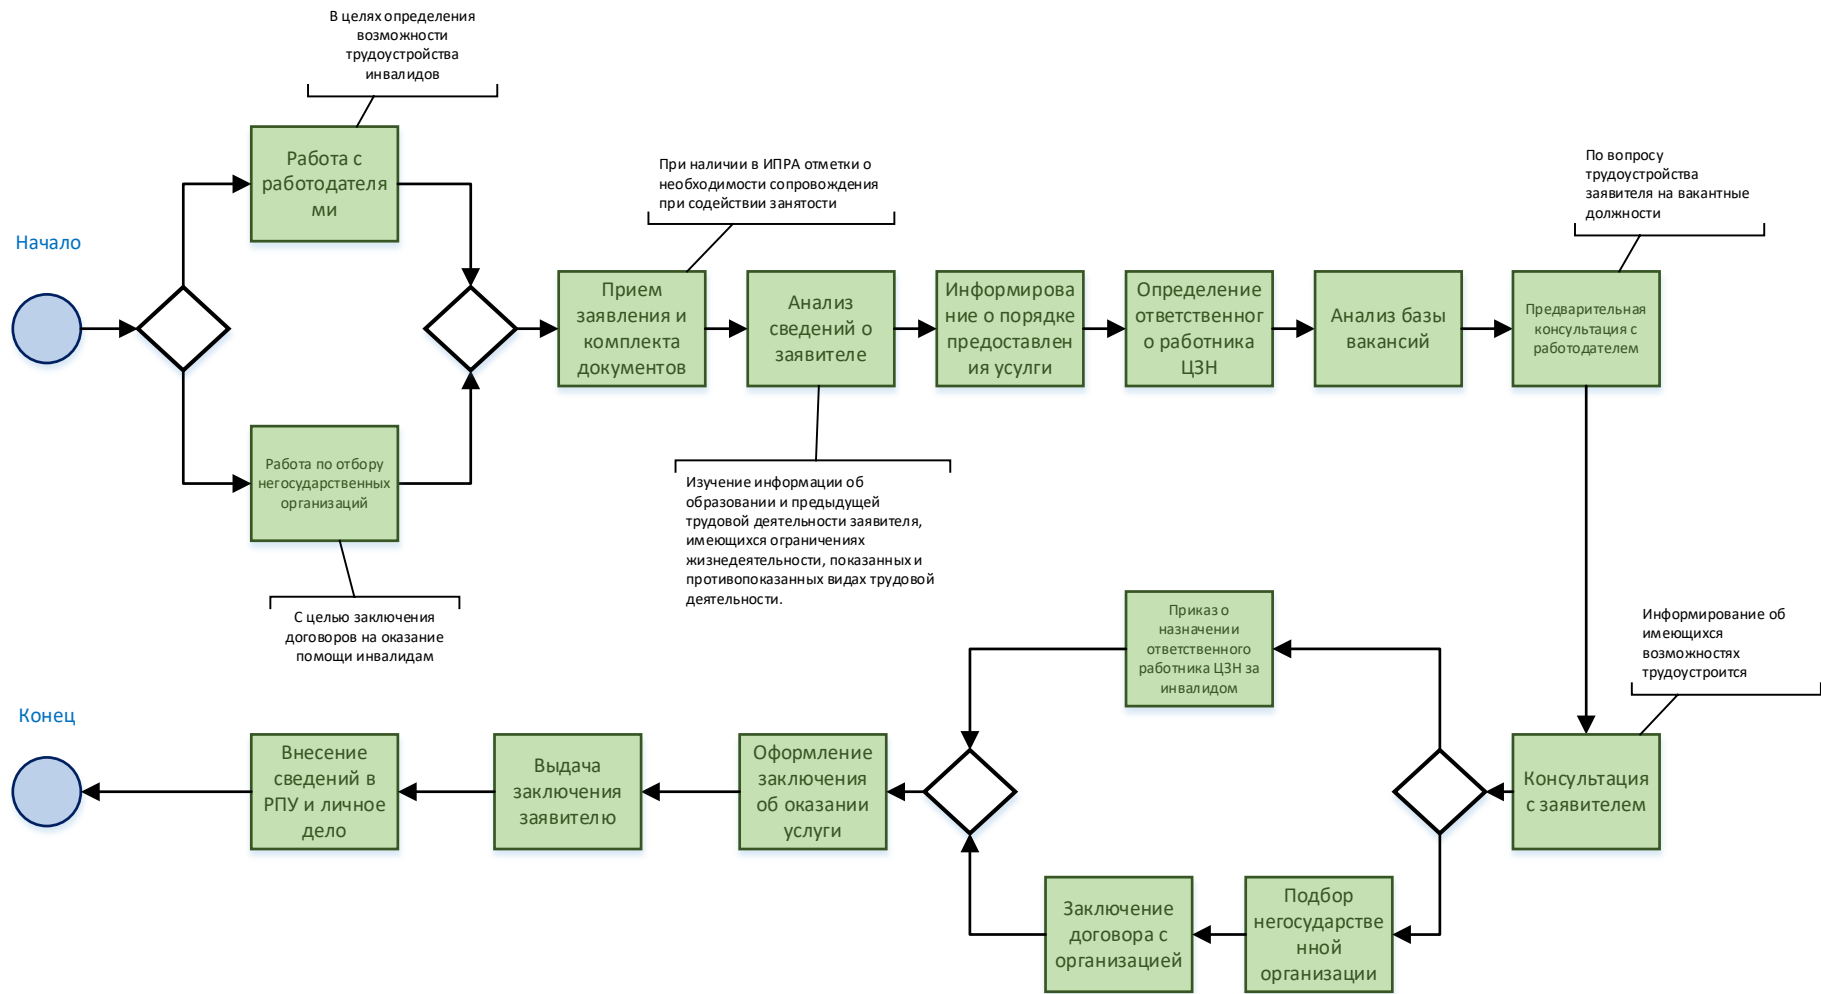 В целях определения
возможности
трудоустройства
инвалидов
Работа с
работодателя
ми
Начало
Работа по отбору
негосударственных
организаций
С целью заключения
договоров на оказание
помощи инвалидам
При наличии в ИПРА отметки о
необходимости сопровождения
при содействии занятости
Прием
заявления и
комплекта
документов
Анализ
сведений о
заявителе
Изучение информации об
образовании и предыдущей
трудовой деятельности заявителя,
имеющихся ограничениях
жизнедеятельности, показанных и
противопоказанных видах трудовой
деятельности.
Информирова
ние о порядке
предоставлен
ия усулги
Определение
ответственног
о работника
ЦЗН
Анализ базы
вакансий
По вопросу
трудоустройства
заявителя на вакантные
должности
Предварительная
консультация с
работодателем
Информирование об
имеющихся
возможностях
трудоустроится
Консультация
с заявителем
Приказ о
назначении
ответственного
работника ЦЗН за
инвалидом
Подбор
негосударстве
нной
организации
Заключение
договора с
организацией
Оформление
заключения
об оказании
услуги
Выдача
заключения
заявителю
Внесение
сведений в
РПУ и личное
дело
Конец